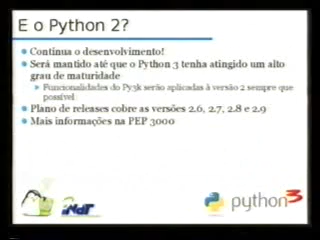 E o Python 2?
Continua o desenvolvimento!
Será mantido até que o Python 3 tenha atingido um alto
grau de maturidade
Funcionalidades do Py3k serão aplicadas à versão 2 sempre que
possível
Plano de releases cobre as versões 2.6, 2.7, 2.8 e 2.9
Mais informações na PEP 3000
iNdT
python3